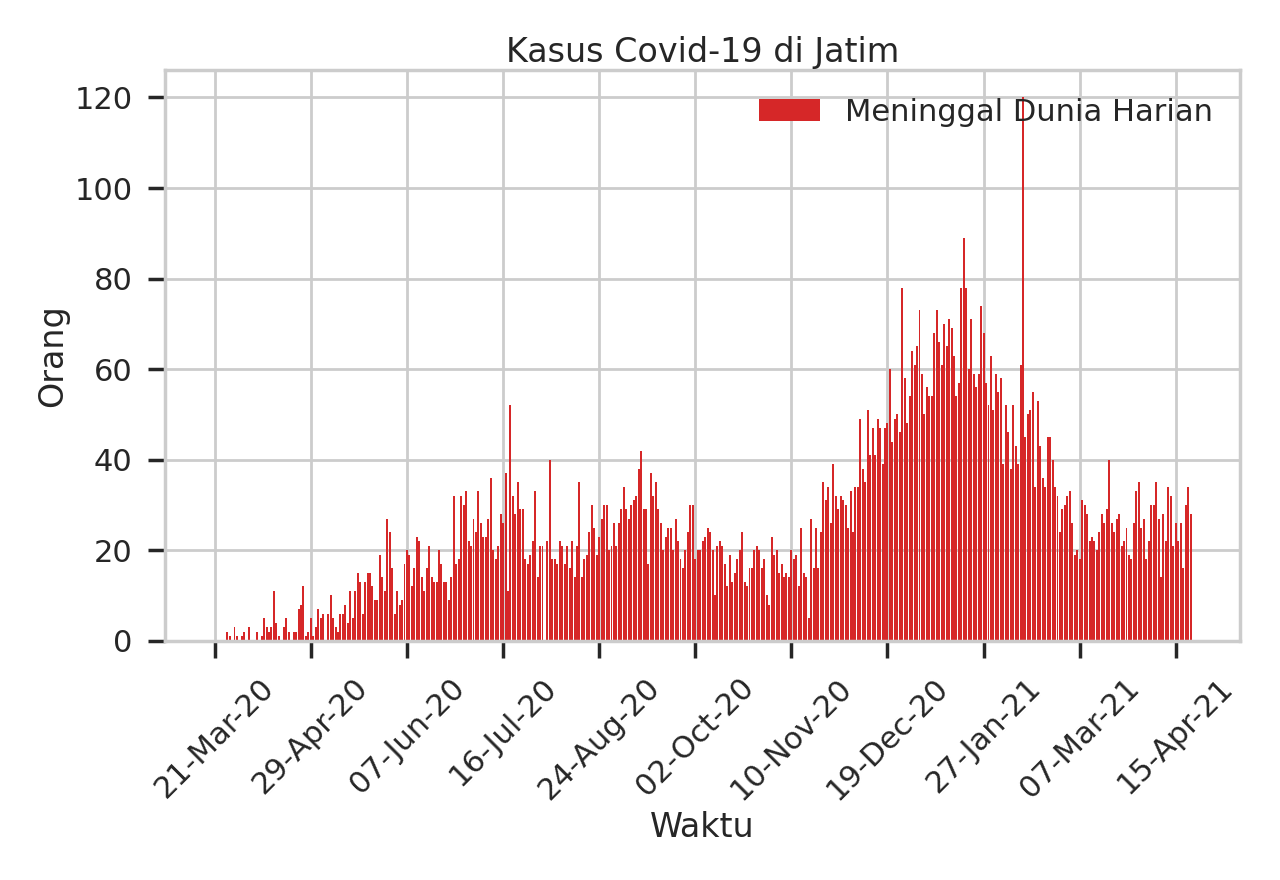 Kasus Covid-19 di Jatim
Meninggal Dunia Harian
120
100
80
60
40
20
0
Orang
21-Mar-20
29-Apr-20
07-Jun-20
16-Jul-20
24-Aug-20
02-Oct-20
10-Nov-20
19-Dec-20
27-Jan-21
07-Mar-21
15-Apr-21
Waktu